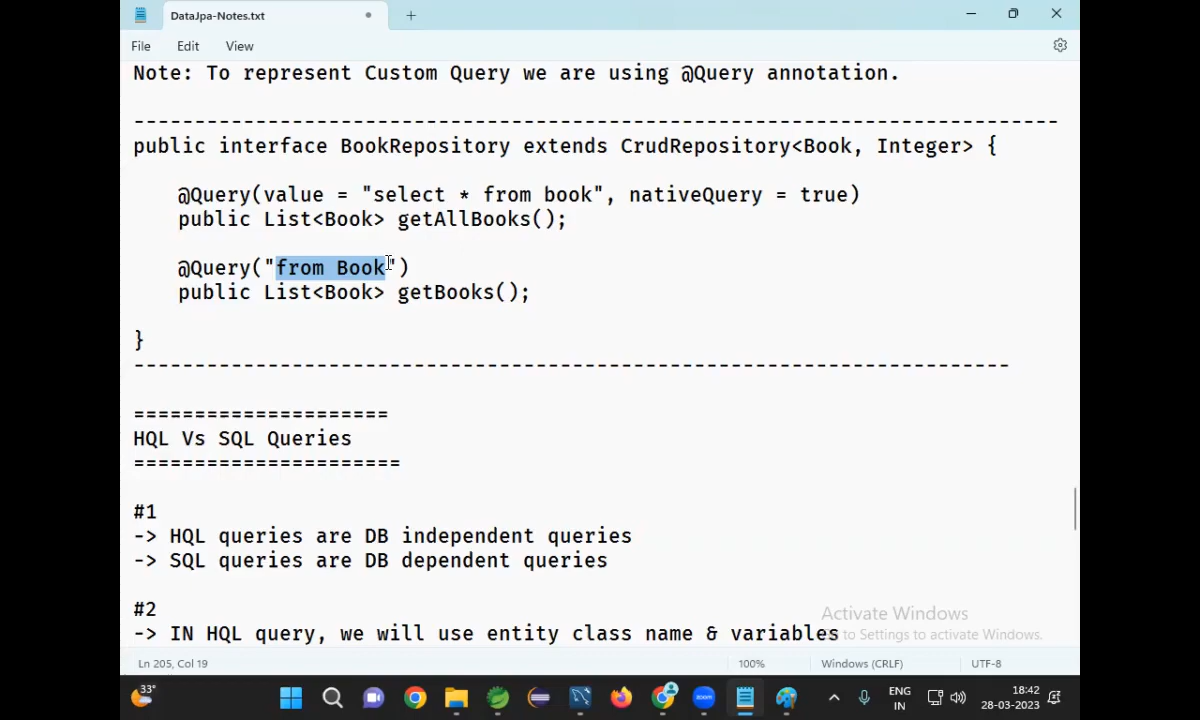 DataJpa-Notes.txt
File Edit View
Note: To represent Custom Query we are using @Query annotation.
----------------------------------------------------------------------------
public interface BookRepository extends CrudRepository<Book, Integer> {
@Query(value = "select * from book", nativeQuery = true)
public List<Book> getAllBooks();
@Query("from Book")
public List<Book> getBooks();
}
------------------------------------------------------------------------
=====================
HQL Vs SQL Queries
======================
#1
-> HQL queries are DB independent queries
-> SQL queries are DB dependent queries
#2
-> IN HQL query, we will use entity class name & variables
Activate Windows
Go to Settings to activate Windows.
Ln 205, Col 19 100% Windows (CRLF) UTF-8
33°
ENG
IN
18:42
28-03-2023
zoom